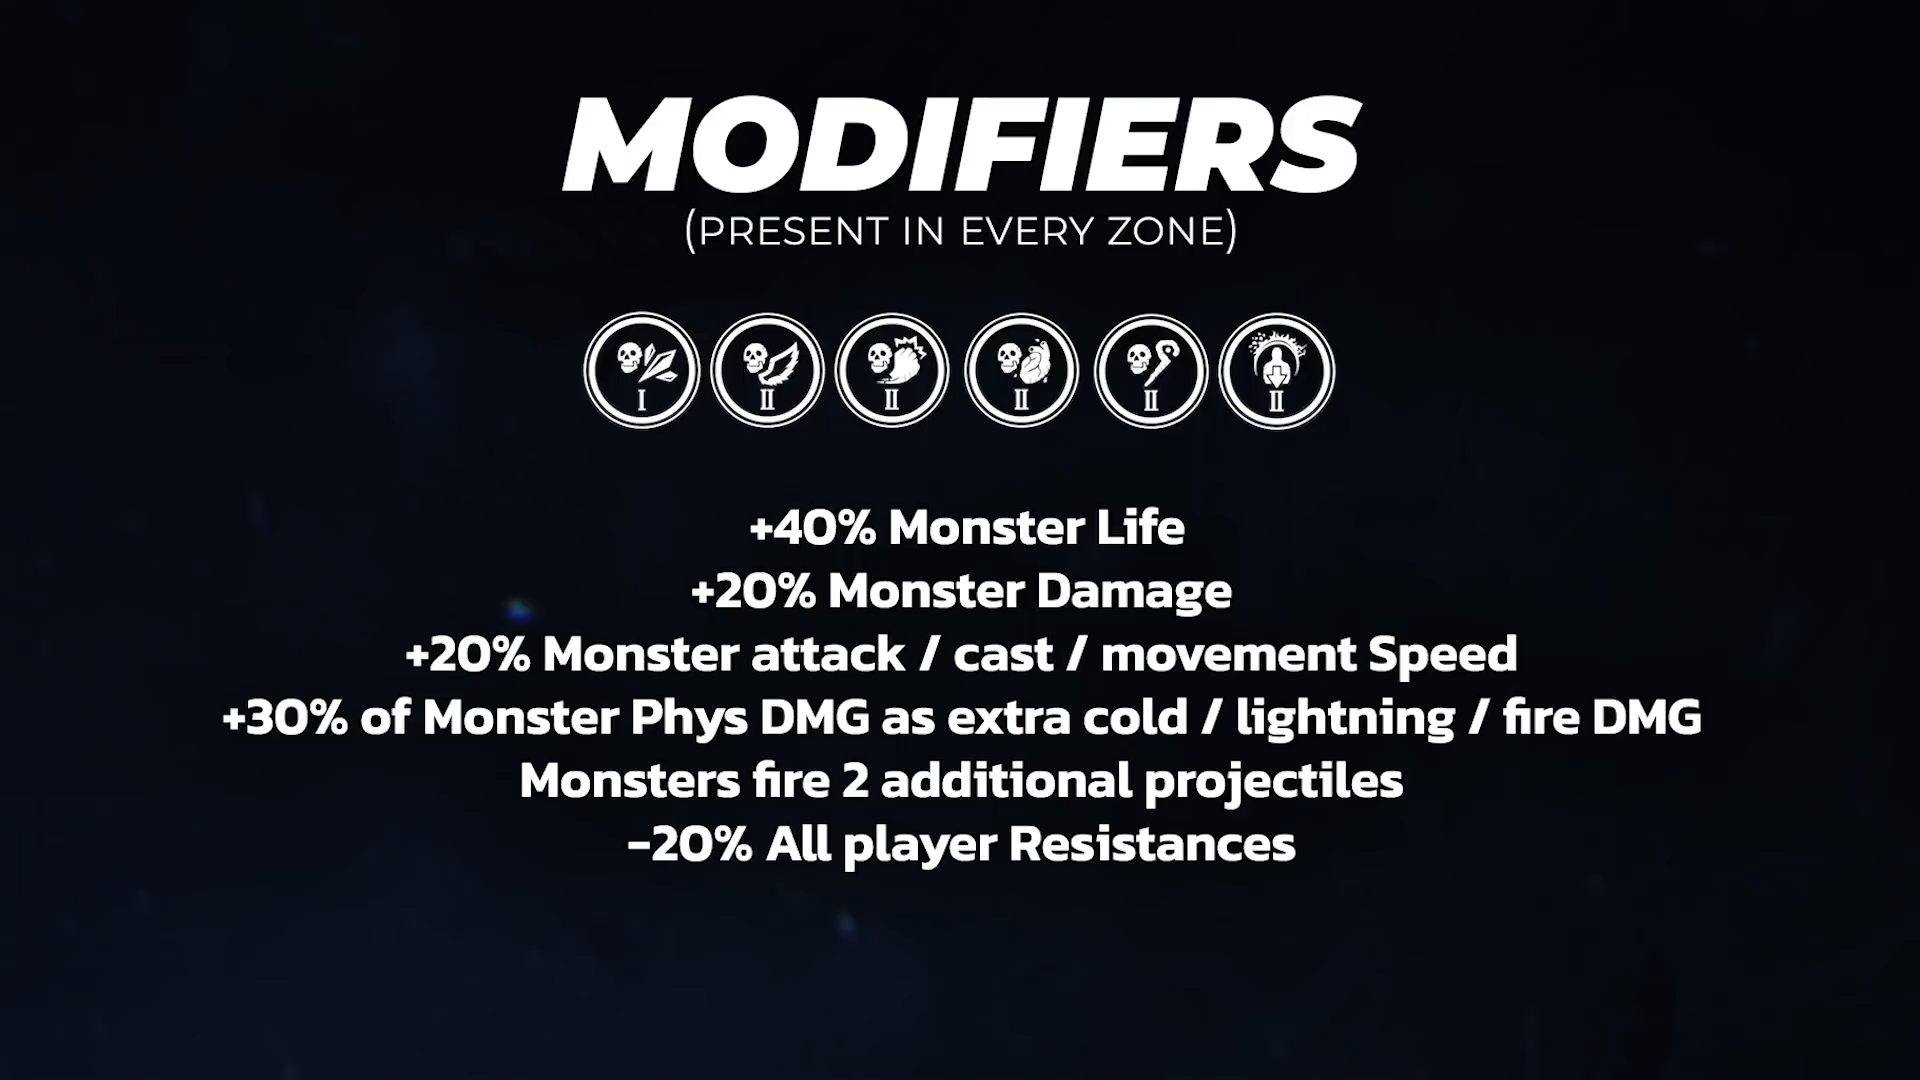 MODIFIERS
(PRESENT IN EVERY ZONE)
I II II II II II
+40% Monster Life
+20% Monster Damage
+20% Monster attack / cast / movement Speed
+30% of Monster Phys DMG as extra cold / lightning / fire DMG
Monsters fire 2 additional projectiles
-20% All player Resistances